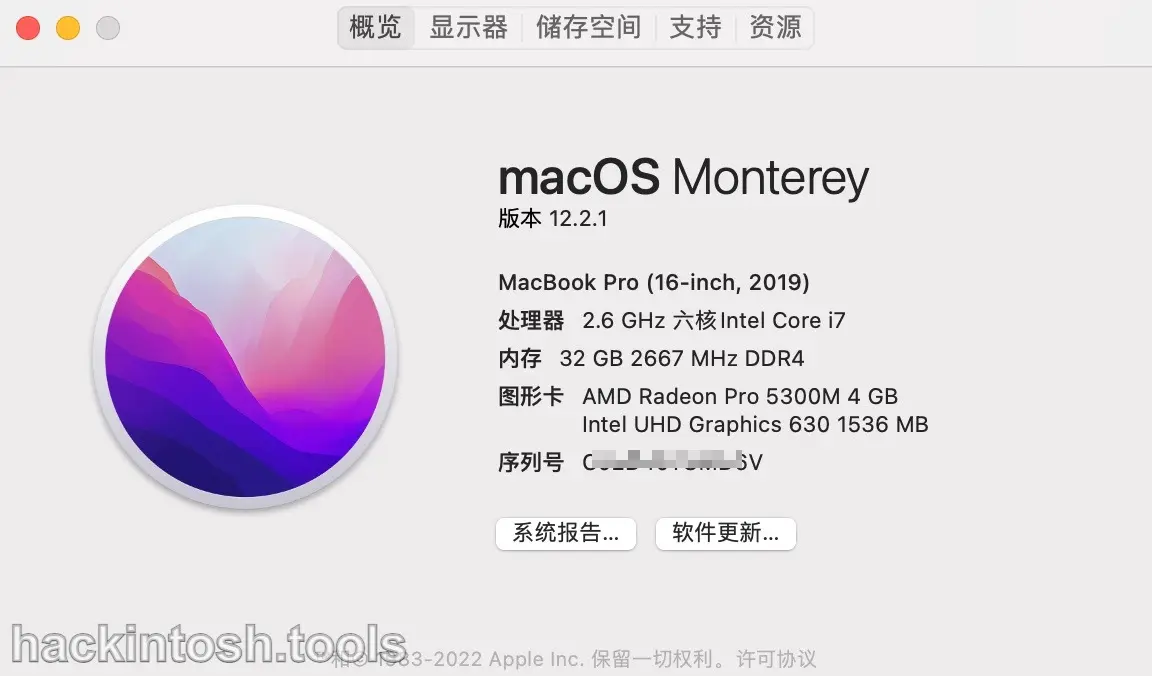 概览 显示器 储存空间 支持 资源
macOS Monterey
版本 12.2.1
MacBook Pro (16-inch, 2019)
处理器 2.6 GHz 六核Intel Core i7
内存 32 GB 2667 MHz DDR4
图形卡 AMD Radeon Pro 5300M 4 GB
Intel UHD Graphics 630 1536 MB
序列号
系统报告... 软件更新...
hackintosh.tools
和© 1983-2022 Apple Inc. 保留一切权利。许可协议